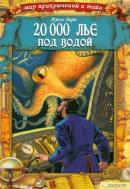 мир приключений и тайн
Жюль Верн
20 000 ЛЬЕ
ПОД ВОДОЙ